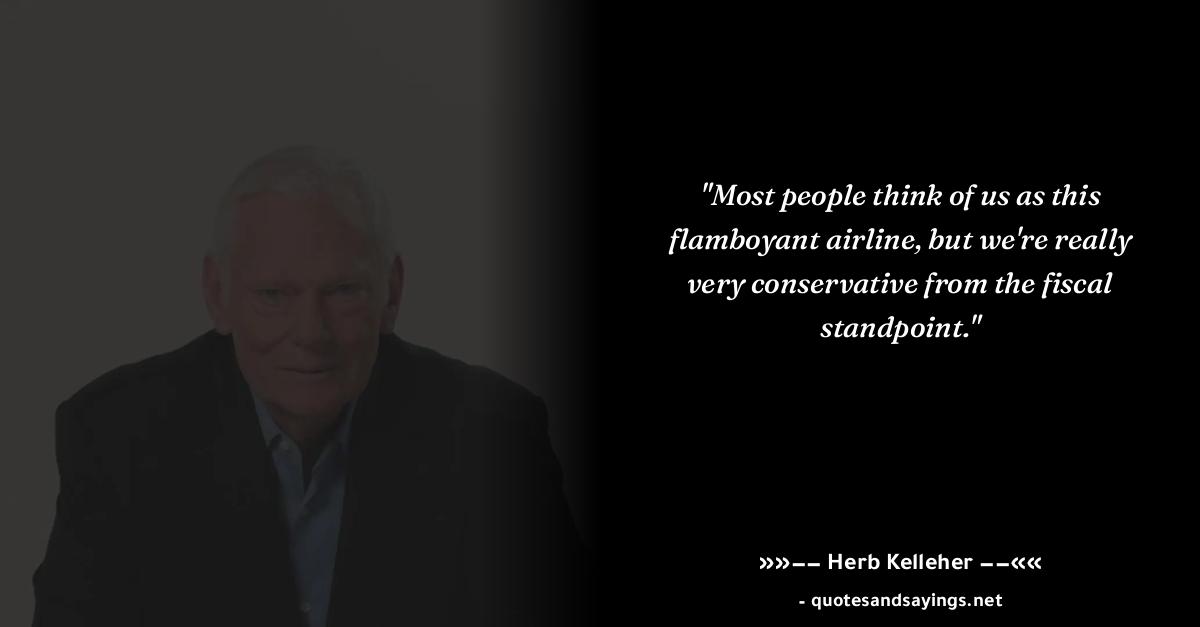 "Most people think of us as this
flamboyant airline, but we're really
very conservative from the fiscal
standpoint."
»»–– Herb Kelleher ––««
- quotesandsayings.net